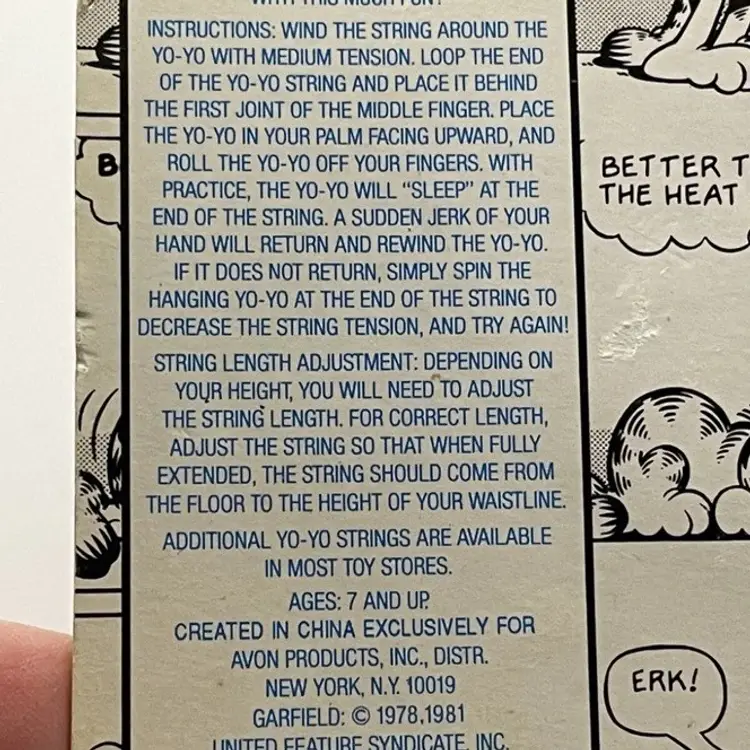 WITH THIS MUCH FUN!
INSTRUCTIONS: WIND THE STRING AROUND THE
YO-YO WITH MEDIUM TENSION. LOOP THE END
OF THE YO-YO STRING AND PLACE IT BEHIND
THE FIRST JOINT OF THE MIDDLE FINGER. PLACE
THE YO-YO IN YOUR PALM FACING UPWARD, AND
ROLL THE YO-YO OFF YOUR FINGERS. WITH
PRACTICE, THE YO-YO WILL “SLEEP” AT THE
END OF THE STRING. A SUDDEN JERK OF YOUR
HAND WILL RETURN AND REWIND THE YO-YO.
IF IT DOES NOT RETURN, SIMPLY SPIN THE
HANGING YO-YO AT THE END OF THE STRING TO
DECREASE THE STRING TENSION, AND TRY AGAIN!
STRING LENGTH ADJUSTMENT: DEPENDING ON
YOUR HEIGHT, YOU WILL NEED TO ADJUST
THE STRING LENGTH. FOR CORRECT LENGTH,
ADJUST THE STRING SO THAT WHEN FULLY
EXTENDED, THE STRING SHOULD COME FROM
THE FLOOR TO THE HEIGHT OF YOUR WAISTLINE.
ADDITIONAL YO-YO STRINGS ARE AVAILABLE
IN MOST TOY STORES.
AGES: 7 AND UP.
CREATED IN CHINA EXCLUSIVELY FOR
AVON PRODUCTS, INC., DISTR.
NEW YORK, N.Y. 10019
GARFIELD: © 1978,1981
UNITED FEATURE SYNDICATE, INC.
BETTER T
THE HEAT
ERK!